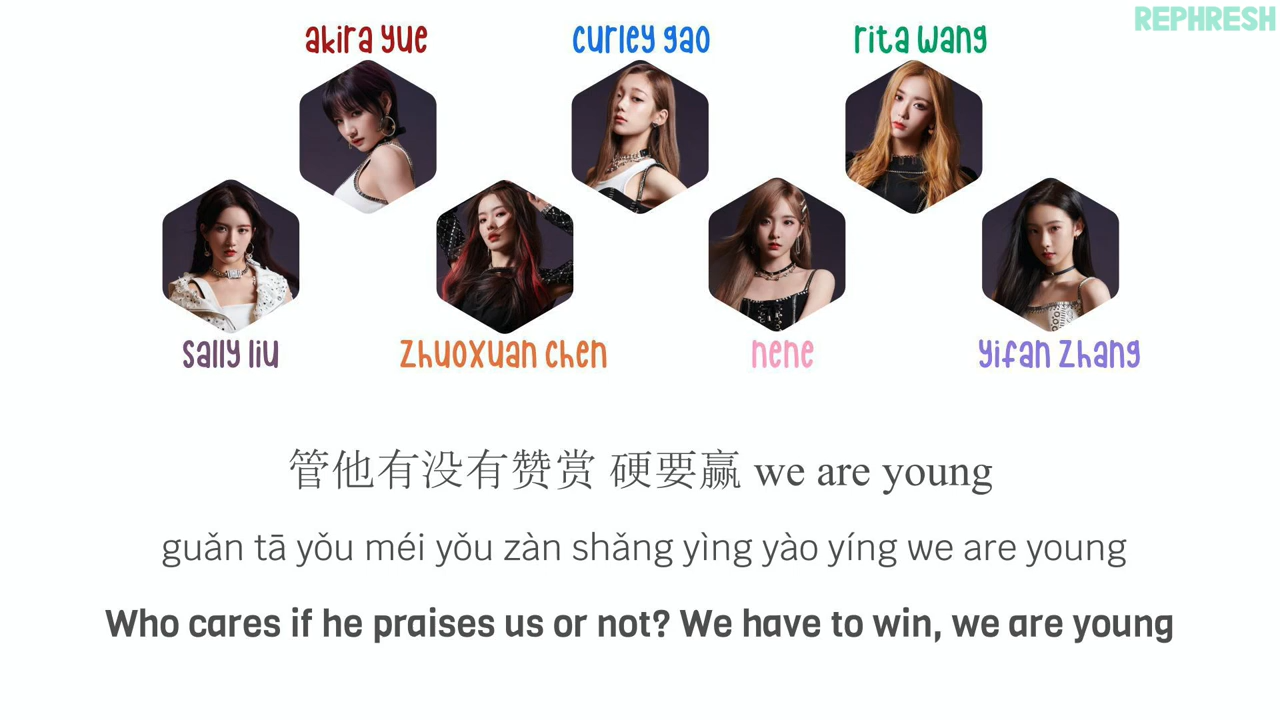 REPHRESH
akira yue
curley gao
rita wang
sally liu
zhuoxuan chen
nene
yifan zhang
管他有没有赞赏 硬要赢 we are young
guǎn tā yǒu méi yǒu zàn shǎng yìng yào yíng we are young
Who cares if he praises us or not? We have to win, we are young